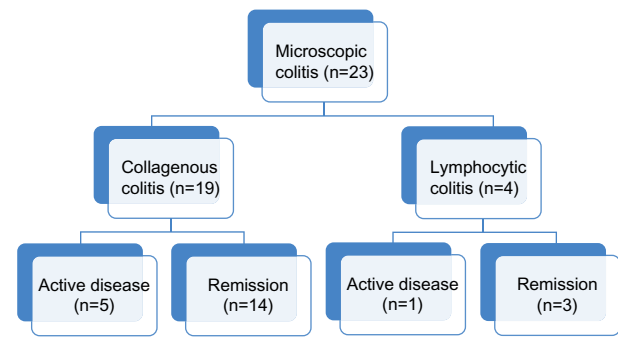 Microscopic
colitis (n=23)
Collagenous
colitis (n=19)
Lymphocytic
colitis (n=4)
Active disease
(n=5)
Remission
(n=14)
Active disease
(n=1)
Remission
(n=3)